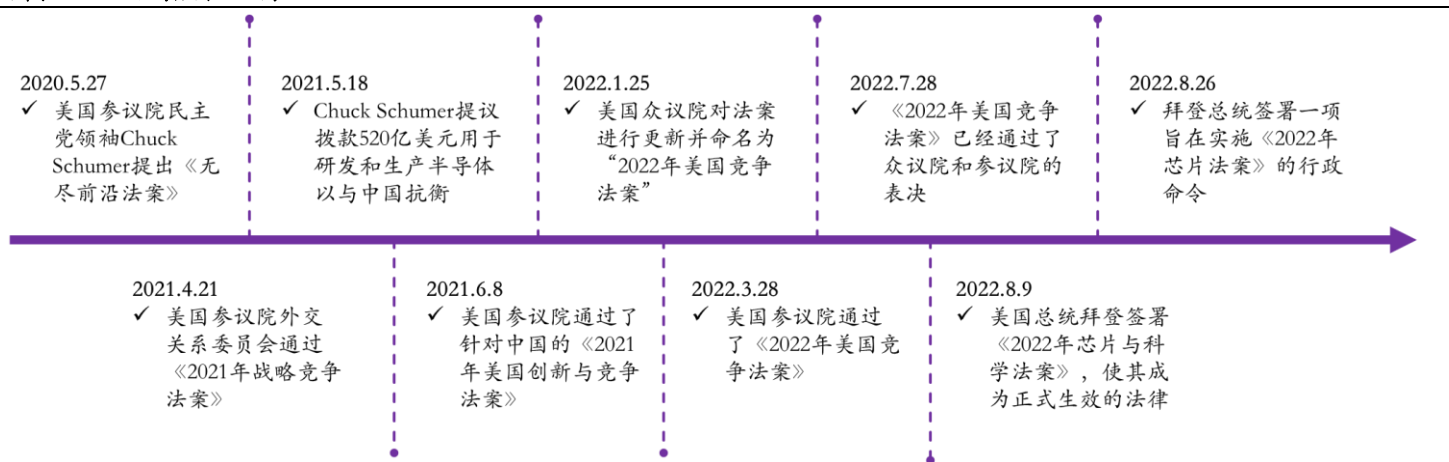 2020.5.27
✓ 美国参议院民主
党领袖Chuck
Schumer提出《无
尽前沿法案》
2021.5.18
✓ Chuck Schumer提议
拨款520亿美元用于
研发和生产半导体
以与中国抗衡
2022.1.25
✓ 美国众议院对法案
进行更新并命名为
“2022年美国竞争
法案”
2022.7.28
✓ 《2022年美国竞争
法案》已经通过了
众议院和参议院的
表决
2022.8.26
✓ 拜登总统签署一项
旨在实施《2022年
芯片法案》的行政
命令
2021.4.21
✓ 美国参议院外交
关系委员会通过
《2021年战略竞争
法案》
2021.6.8
✓ 美国参议院通过了
针对中国的《2021
年美国创新与竞争
法案》
2022.3.28
✓ 美国参议院通过
了《2022年美国竞
争法案》
2022.8.9
✓ 美国总统拜登签署
《2022年芯片与科
学法案》，使其成
为正式生效的法律